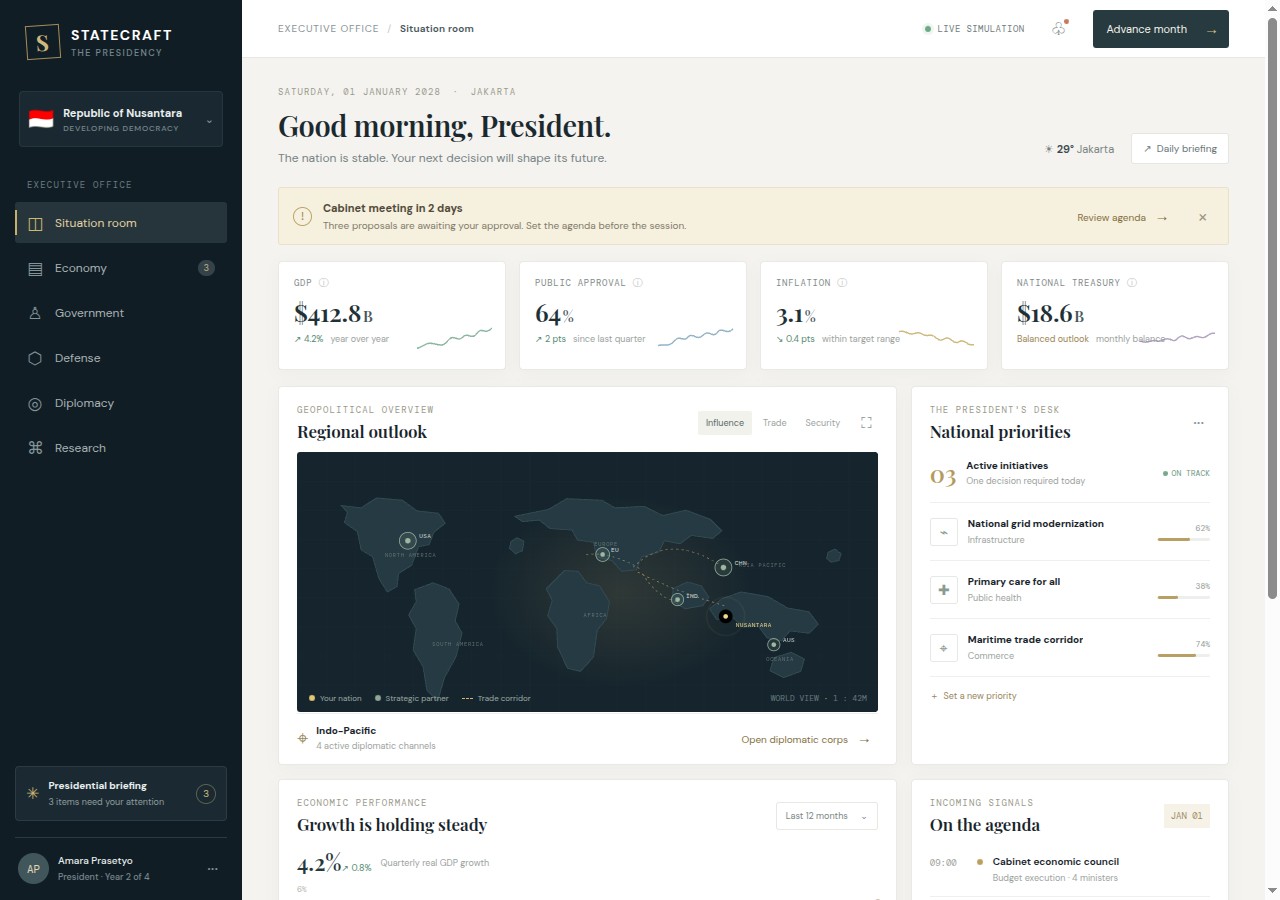 S
STATECRAFT
THE PRESIDENCY
Republic of Nusantara
DEVELOPING DEMOCRACY
EXECUTIVE OFFICE
Situation room
Economy
3
Government
Defense
Diplomacy
Research
Presidential briefing
3 items need your attention
3
AP
Amara Prasetyo
President · Year 2 of 4
EXECUTIVE OFFICE / Situation room
LIVE SIMULATION
Advance month →
SATURDAY, 01 JANUARY 2028 · JAKARTA
Good morning, President.
The nation is stable. Your next decision will shape its future.
29° Jakarta
↗ Daily briefing
!
Cabinet meeting in 2 days
Three proposals are awaiting your approval. Set the agenda before the session.
Review agenda →
×
GDP ⓘ
$412.8 B
↗ 4.2% year over year
PUBLIC APPROVAL ⓘ
64 %
↗ 2 pts since last quarter
INFLATION ⓘ
3.1 %
↘ 0.4 pts within target range
NATIONAL TREASURY ⓘ
$18.6 B
Balanced outlook monthly balance
GEOPOLITICAL OVERVIEW
Regional outlook
Influence
Trade
Security
USA
NORTH AMERICA
EUROPE
EU
CHN
IND
AFRICA
NUSANTARA
SOUTH AMERICA
AUS
OCEANIA
Your nation
Strategic partner
Trade corridor
WORLD VIEW · 1 : 42M
Indo-Pacific
4 active diplomatic channels
Open diplomatic corps →
THE PRESIDENT'S DESK
National priorities
03
Active initiatives
One decision required today
ON TRACK
National grid modernization
Infrastructure
62%
Primary care for all
Public health
38%
Maritime trade corridor
Commerce
74%
+ Set a new priority
ECONOMIC PERFORMANCE
Growth is holding steady
Last 12 months
4.2% ↗ 0.8% Quarterly real GDP growth
6%
INCOMING SIGNALS
On the agenda
JAN 01
09:00
Cabinet economic council
Budget execution · 4 ministers